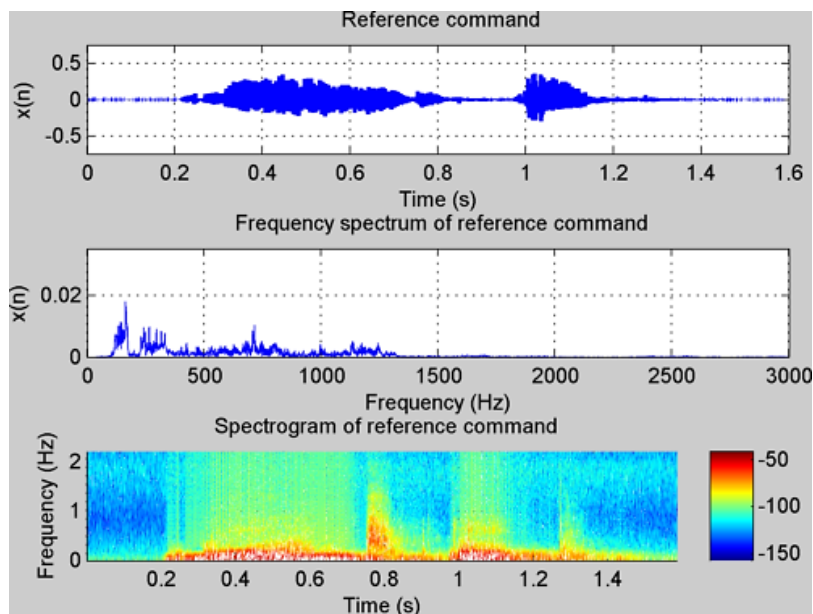 Reference command
x(n)
0.5
0
-0.5
0 0.2 0.4 0.6 0.8 1 1.2 1.4 1.6
Time (s)
Frequency spectrum of reference command
x(n)
0.02
0
0 500 1000 1500 2000 2500 3000
Frequency (Hz)
Spectrogram of reference command
Frequency (Hz)
2
1
0
0.2 0.4 0.6 0.8 1 1.2 1.4
Time (s)
-50
-100
-150